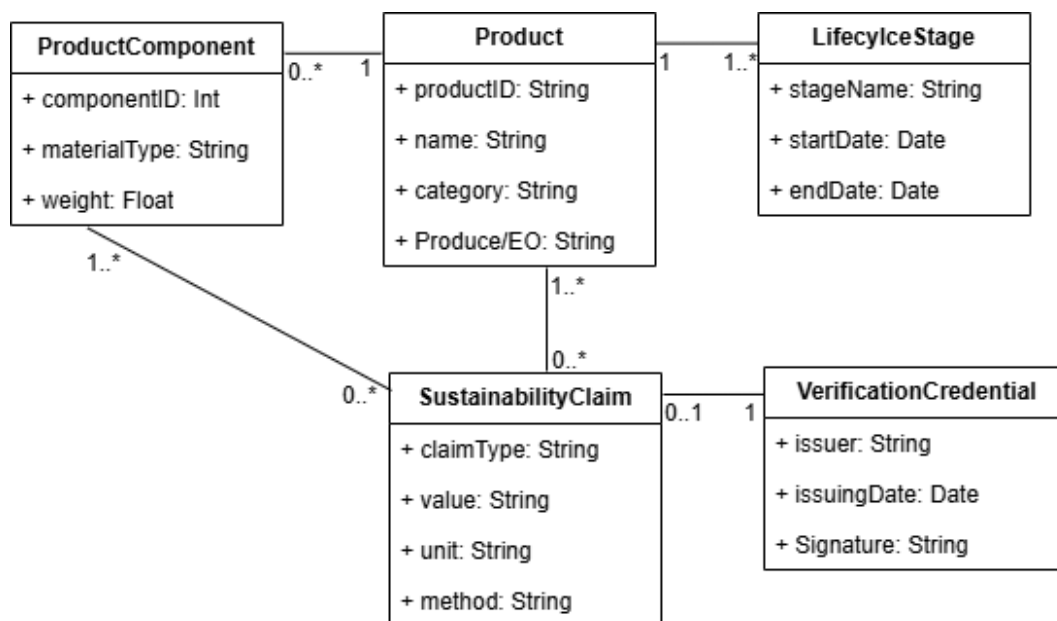 ProductComponent
+ componentID: Int
+ materialType: String
+ weight: Float
0..*
1
Product
+ productID: String
+ name: String
+ category: String
+ Produce/EO: String
1
1..*
LifecylceStage
+ stageName: String
+ startDate: Date
+ endDate: Date
1..*
0..*
1..*
0..*
SustainabilityClaim
+ claimType: String
+ value: String
+ unit: String
+ method: String
0..1
1
VerificationCredential
+ issuer: String
+ issuingDate: Date
+ Signature: String